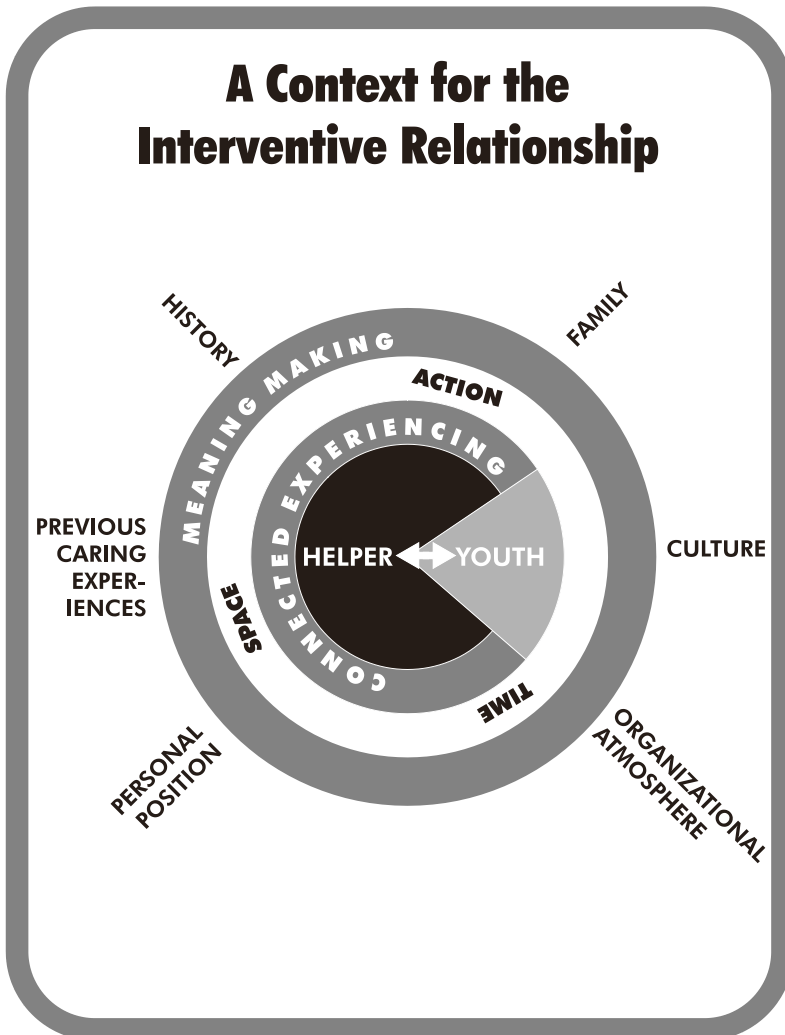 A Context for the
Interventive Relationship
HISTORY
FAMILY
MEANING MAKING
ACTION
CONNECTED EXPERIENCING
PREVIOUS
CARING
EXPER-
IENCES
HELPER
YOUTH
CULTURE
SPACE
TIME
PERSONAL
POSITION
ORGANIZATIONAL
ATMOSPHERE